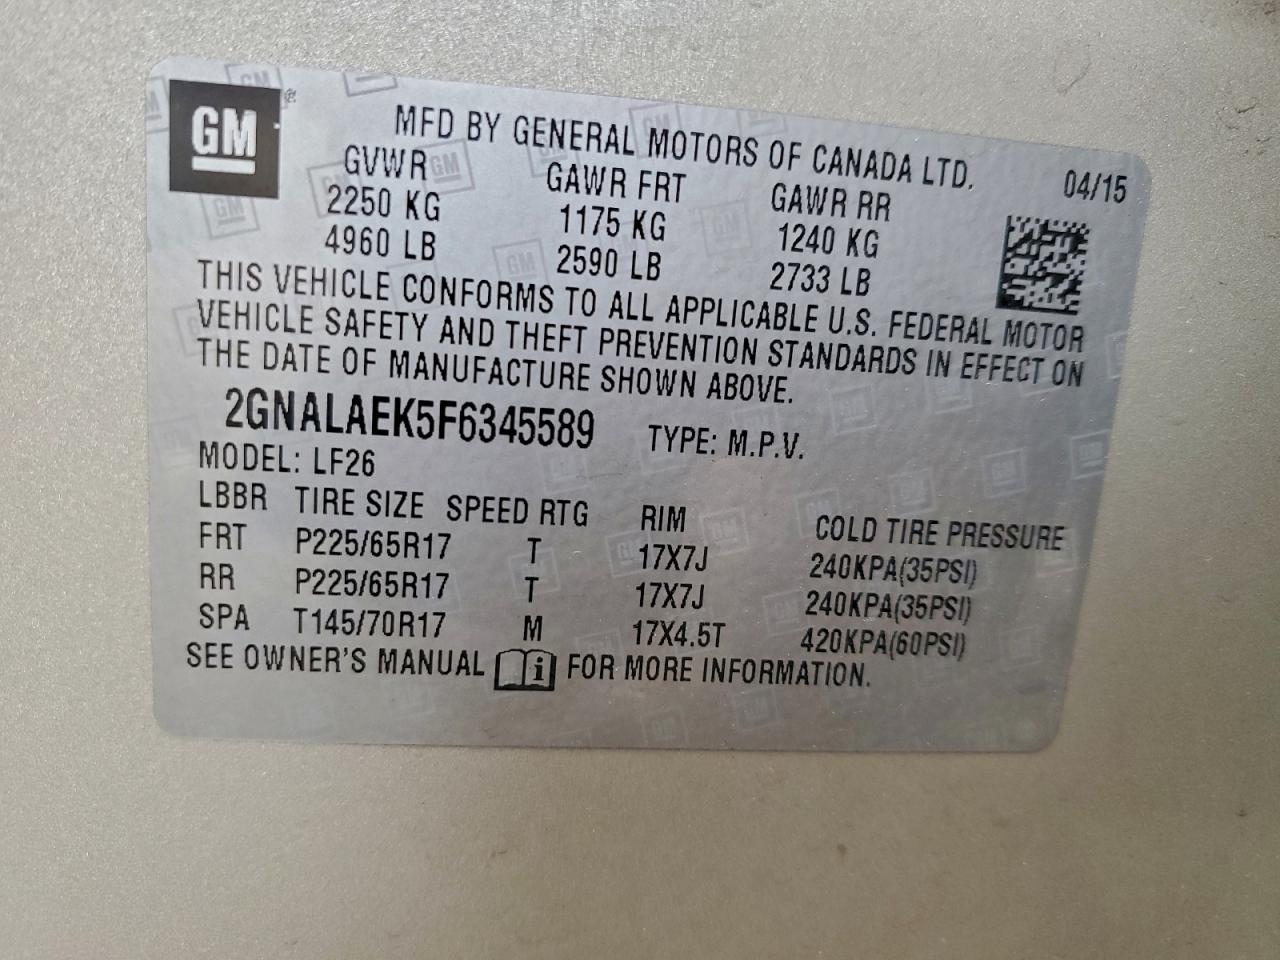 GM
MFD BY GENERAL MOTORS OF CANADA LTD.
04/15
GVWR GAWR FRT GAWR RR
2250 KG 1175 KG 1240 KG
4960 LB 2590 LB 2733 LB
THIS VEHICLE CONFORMS TO ALL APPLICABLE U.S. FEDERAL MOTOR
VEHICLE SAFETY AND THEFT PREVENTION STANDARDS IN EFFECT ON
THE DATE OF MANUFACTURE SHOWN ABOVE.
2GNALAEK5F6345589 TYPE: M.P.V.
MODEL: LF26
LBBR TIRE SIZE SPEED RTG RIM COLD TIRE PRESSURE
FRT P225/65R17 T 17X7J 240KPA(35PSI)
RR P225/65R17 T 17X7J 240KPA(35PSI)
SPA T145/70R17 M 17X4.5T 420KPA(60PSI)
SEE OWNER'S MANUAL i FOR MORE INFORMATION.